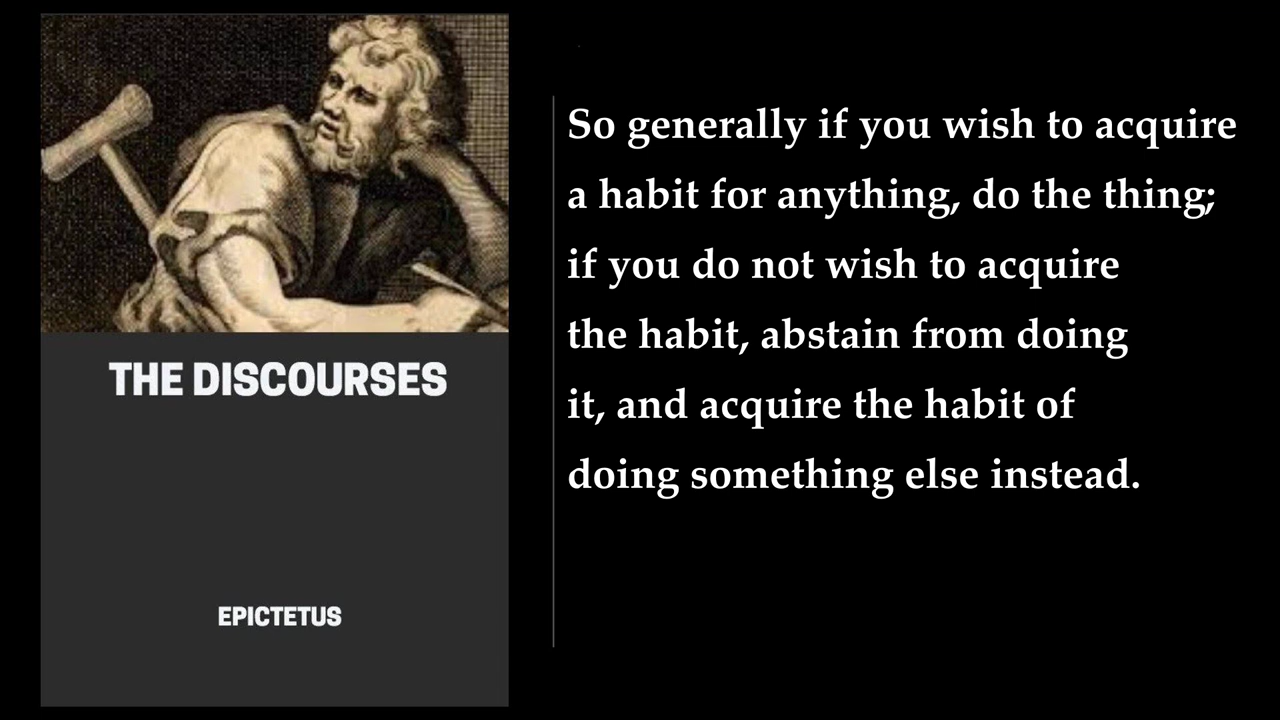 THE DISCOURSES
EPICTETUS
So generally if you wish to acquire
a habit for anything, do the thing;
if you do not wish to acquire
the habit, abstain from doing
it, and acquire the habit of
doing something else instead.